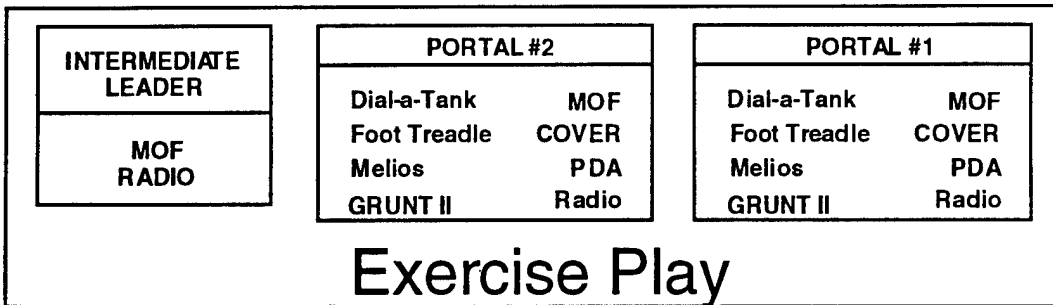 INTERMEDIATE
LEADER
MOF
RADIO
PORTAL #2
Dial-a-Tank MOF
Foot Treadle COVER
Melios PDA
GRUNT II Radio
PORTAL #1
Dial-a-Tank MOF
Foot Treadle COVER
Melios PDA
GRUNT II Radio
Exercise Play